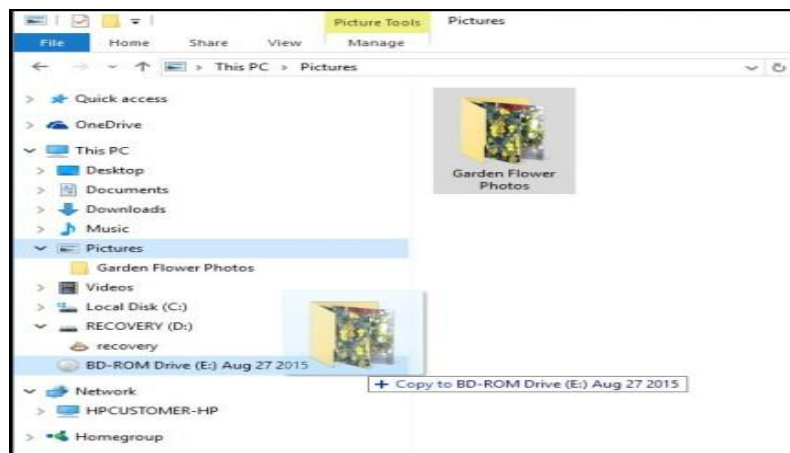 Picture Tools Pictures
File Home Share View Manage
This PC > Pictures
Quick access
OneDrive
This PC
Desktop
Documents
Downloads
Music
Pictures
Garden Flower Photos
Videos
Local Disk (C:)
RECOVERY (D:)
recovery
BD-ROM Drive (E:) Aug 27 2015
Network
HPCUSTOMER-HP
Homegroup
Garden Flower
Photos
+ Copy to BD-ROM Drive (E:) Aug 27 2015